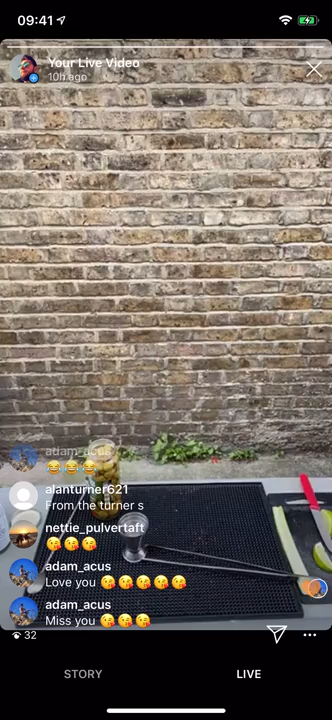 09:41
Your Live Video
10h ago
adam_acus
😂😂😂
alanturner621
From the turner s
nettie_pulvertaft
😘😘😘
adam_acus
Love you 😘😘😘😘😘
adam_acus
Miss you 😘😘😘
32
STORY
LIVE